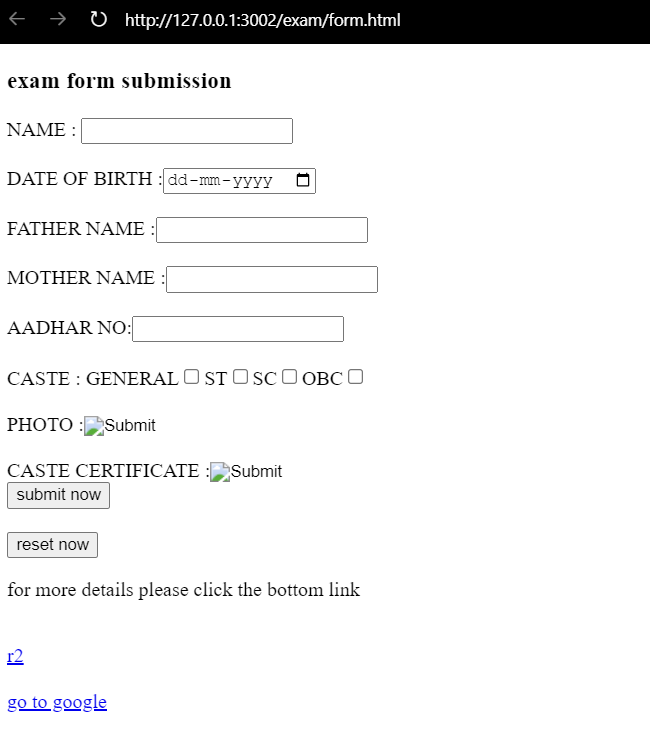 http://127.0.0.1:3002/exam/form.html
exam form submission
NAME :
DATE OF BIRTH :dd-mm-yyyy
FATHER NAME :
MOTHER NAME :
AADHAR NO:
CASTE : GENERAL ST SC OBC
PHOTO :Submit
CASTE CERTIFICATE :Submit
submit now
reset now
for more details please click the bottom link
r2
go to google